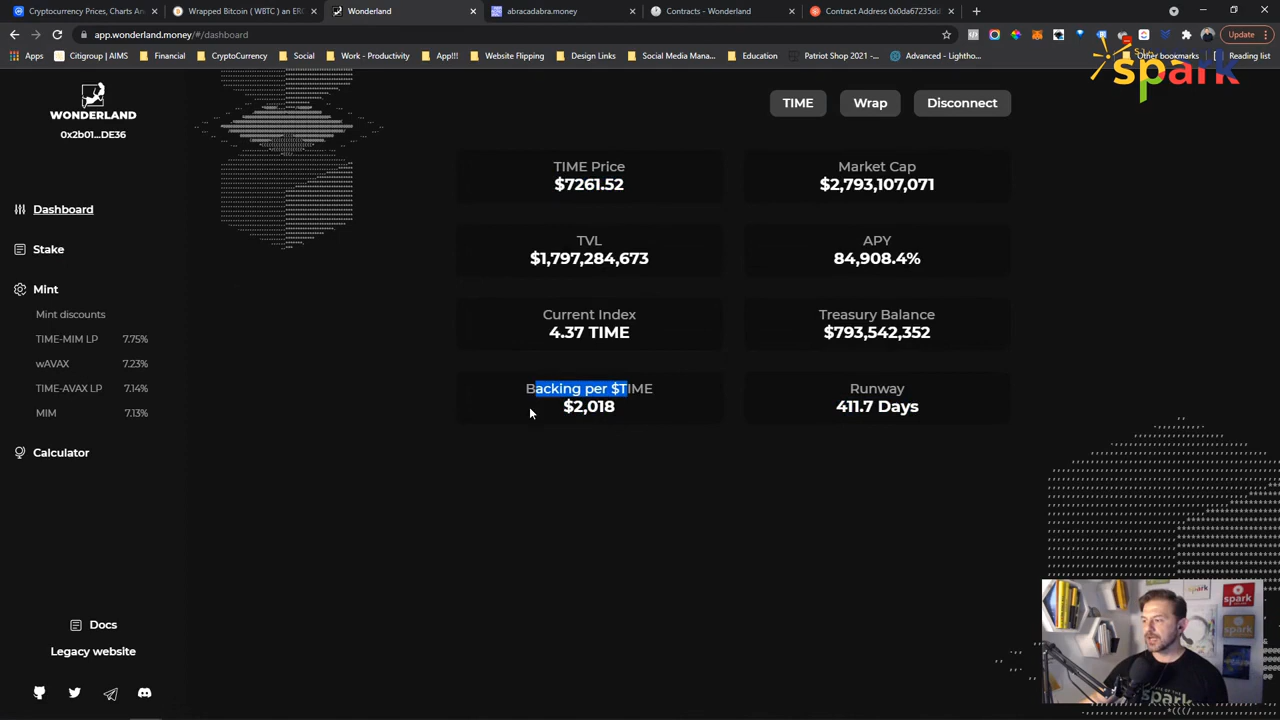 Cryptocurrency Prices, Charts An
Wrapped Bitcoin ( WBTC ) an ERC
Wonderland
abracadabra.money
Contracts - Wonderland
Contract Address 0x0da67235dd
app.wonderland.money/#/dashboard
Update
Apps
Citigroup | AIMS
Financial
CryptoCurrency
Social
Work - Productivity
App!!!
Website Flipping
Design Links
Social Media Mana...
Education
Patriot Shop 2021 -...
Advanced – Lightho...
Other bookmarks
Reading list
spark
0x2b01...DE36
TIME
Wrap
Disconnect
TIME Price
$7261.52
Market Cap
$2,793,107,071
Dashboard
TVL
$1,797,284,673
APY
84,908.4%
Stake
Mint
Mint discounts
TIME-MIM LP 7.75%
wAVAX 7.23%
TIME-AVAX LP 7.14%
MIM 7.13%
Current Index
4.37 TIME
Treasury Balance
$793,542,352
Backing per $TIME
$2,018
Runway
411.7 Days
Calculator
Docs
Legacy website
spark
spark
spark